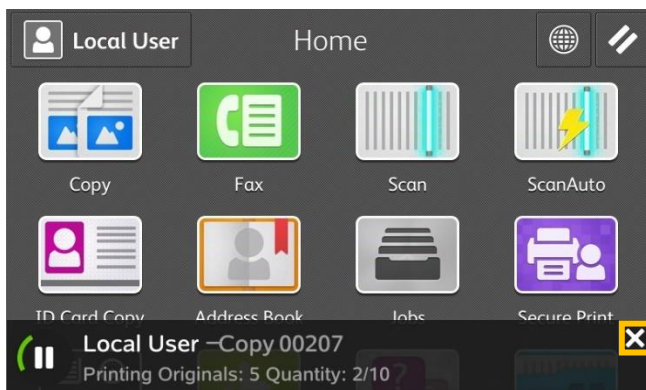 Local User
Home
Copy
Fax
Scan
ScanAuto
ID Card Copy
Address Book
Jobs
Secure Print
Local User –Copy 00207
Printing Originals: 5 Quantity: 2/10